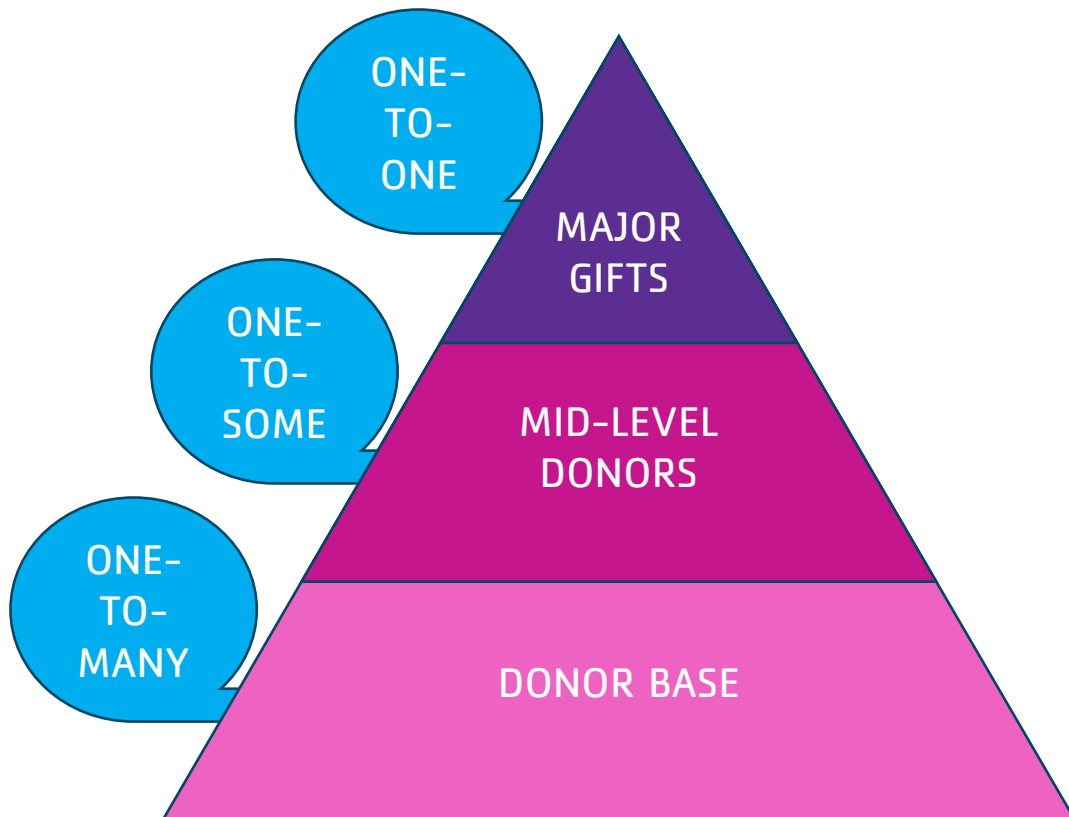 ONE-
TO-
ONE
MAJOR
GIFTS
ONE-
TO-
SOME
MID-LEVEL
DONORS
ONE-
TO-
MANY
DONOR BASE